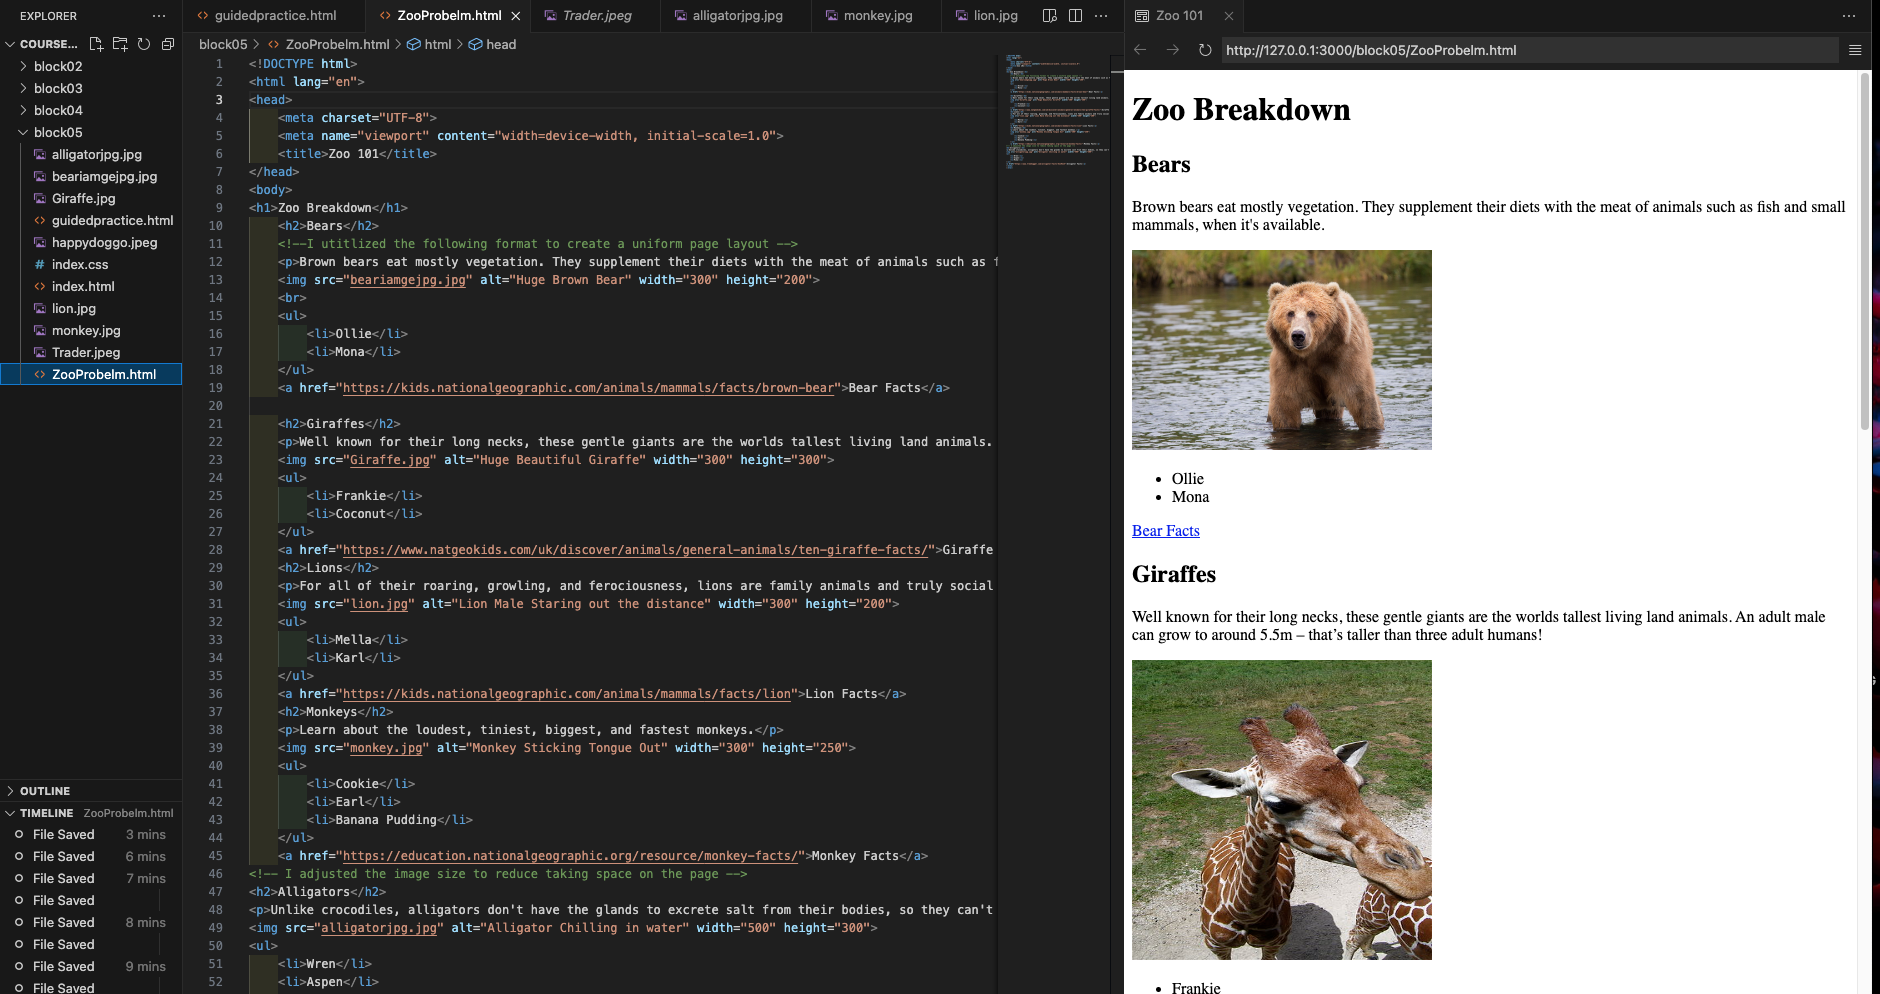 EXPLORER ···
COURSE...
block02
block03
block04
block05
alligatorjpg.jpg
beariamgejpg.jpg
Giraffe.jpg
guidedpractice.html
happydoggo.jpeg
index.css
index.html
lion.jpg
monkey.jpg
Trader.jpeg
ZooProbelm.html
OUTLINE
TIMELINE ZooProbelm.html
File Saved 3 mins
File Saved 6 mins
File Saved 7 mins
File Saved
File Saved 8 mins
File Saved
File Saved 9 mins
File Saved
guidedpractice.html ZooProbelm.html Trader.jpeg alligatorjpg.jpg monkey.jpg lion.jpg
block05 > ZooProbelm.html > html > head
1 <!DOCTYPE html>
2 <html lang="en">
3 <head>
4 <meta charset="UTF-8">
5 <meta name="viewport" content="width=device-width, initial-scale=1.0">
6 <title>Zoo 101</title>
7 </head>
8 <body>
9 <h1>Zoo Breakdown</h1>
10 <h2>Bears</h2>
11 <!--I utitlized the following format to create a uniform page layout -->
12 <p>Brown bears eat mostly vegetation. They supplement their diets with the meat of animals such as f
13 <img src="beariamgejpg.jpg" alt="Huge Brown Bear" width="300" height="200">
14 <br>
15 <ul>
16 <li>Ollie</li>
17 <li>Mona</li>
18 </ul>
19 <a href="https://kids.nationalgeographic.com/animals/mammals/facts/brown-bear">Bear Facts</a>
20
21 <h2>Giraffes</h2>
22 <p>Well known for their long necks, these gentle giants are the worlds tallest living land animals.
23 <img src="Giraffe.jpg" alt="Huge Beautiful Giraffe" width="300" height="300">
24 <ul>
25 <li>Frankie</li>
26 <li>Coconut</li>
27 </ul>
28 <a href="https://www.natgeokids.com/uk/discover/animals/general-animals/ten-giraffe-facts/">Giraffe
29 <h2>Lions</h2>
30 <p>For all of their roaring, growling, and ferociousness, lions are family animals and truly social
31 <img src="lion.jpg" alt="Lion Male Staring out the distance" width="300" height="200">
32 <ul>
33 <li>Mella</li>
34 <li>Karl</li>
35 </ul>
36 <a href="https://kids.nationalgeographic.com/animals/mammals/facts/lion">Lion Facts</a>
37 <h2>Monkeys</h2>
38 <p>Learn about the loudest, tiniest, biggest, and fastest monkeys.</p>
39 <img src="monkey.jpg" alt="Monkey Sticking Tongue Out" width="300" height="250">
40 <ul>
41 <li>Cookie</li>
42 <li>Earl</li>
43 <li>Banana Pudding</li>
44 </ul>
45 <a href="https://education.nationalgeographic.org/resource/monkey-facts/">Monkey Facts</a>
46 <!-- I adjusted the image size to reduce taking space on the page -->
47 <h2>Alligators</h2>
48 <p>Unlike crocodiles, alligators don't have the glands to excrete salt from their bodies, so they can't
49 <img src="alligatorjpg.jpg" alt="Alligator Chilling in water" width="500" height="300">
50 <ul>
51 <li>Wren</li>
52 <li>Aspen</li>
Zoo 101
http://127.0.0.1:3000/block05/ZooProbelm.html
Zoo Breakdown
Bears
Brown bears eat mostly vegetation. They supplement their diets with the meat of animals such as fish and small
mammals, when it's available.
• Ollie
• Mona
Bear Facts
Giraffes
Well known for their long necks, these gentle giants are the worlds tallest living land animals. An adult male
can grow to around 5.5m – that’s taller than three adult humans!
• Frankie